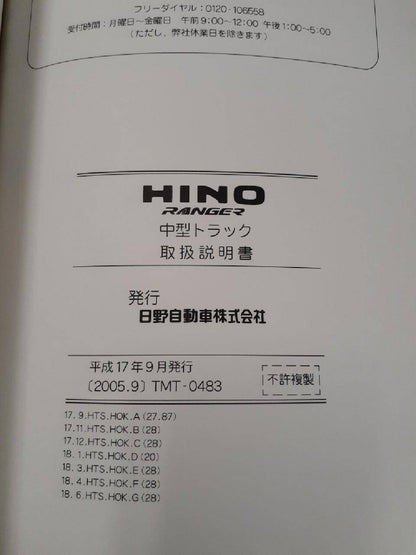 フリーダイヤル：0120-106558
受付時間：月曜日～金曜日 午前9:00～12:00 午後1:00～5:00
（ただし、弊社休業日を除きます）
HINO
RANGER
中型トラック
取扱説明書
発行
日野自動車株式会社
平成17年9月発行
〔2005.9〕TMT-0483
不許複製
17.9.HTS.HOK.A(27.87)
17.11.HTS.HOK.B(28)
17.12.HTS.HOK.C(28)
18.1.HTS.HOK.D(20)
18.3.HTS.HOK.E(28)
18.4.HTS.HOK.F(28)
18.6.HTS.HOK.G(28)